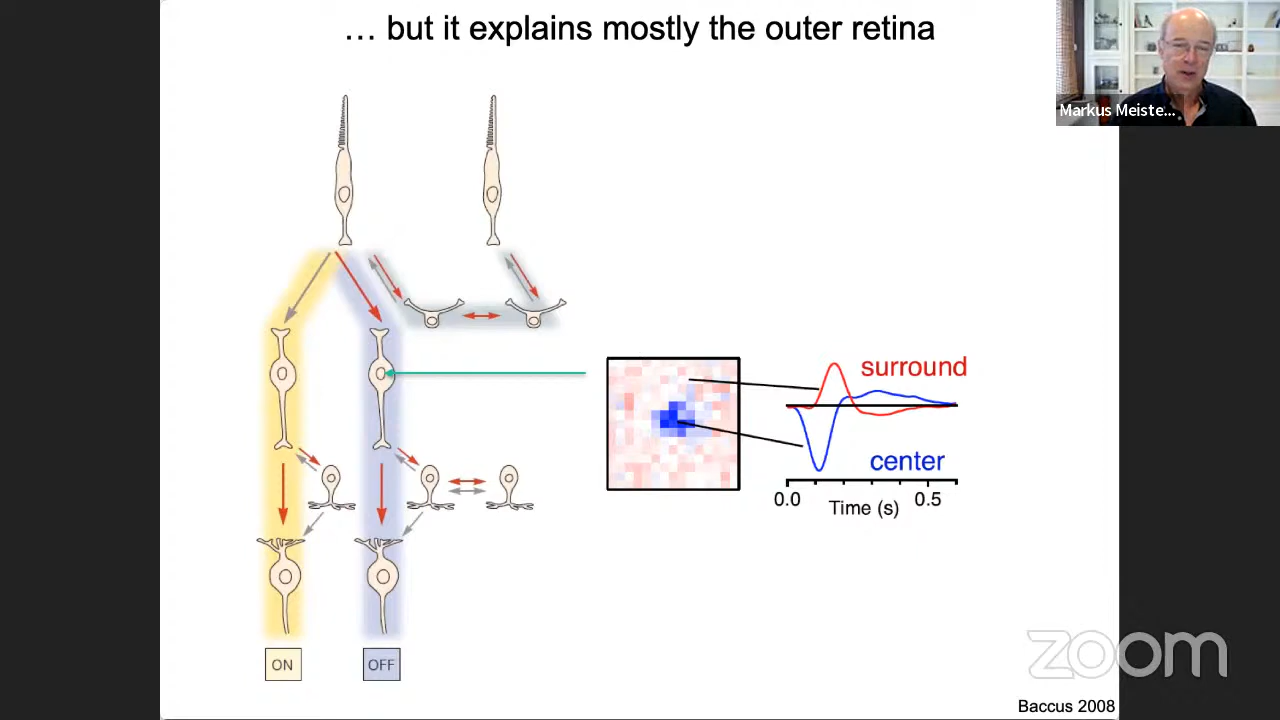 … but it explains mostly the outer retina
Markus Meiste...
surround
center
0.0
0.5
Time (s)
ON
OFF
zoom
Baccus 2008